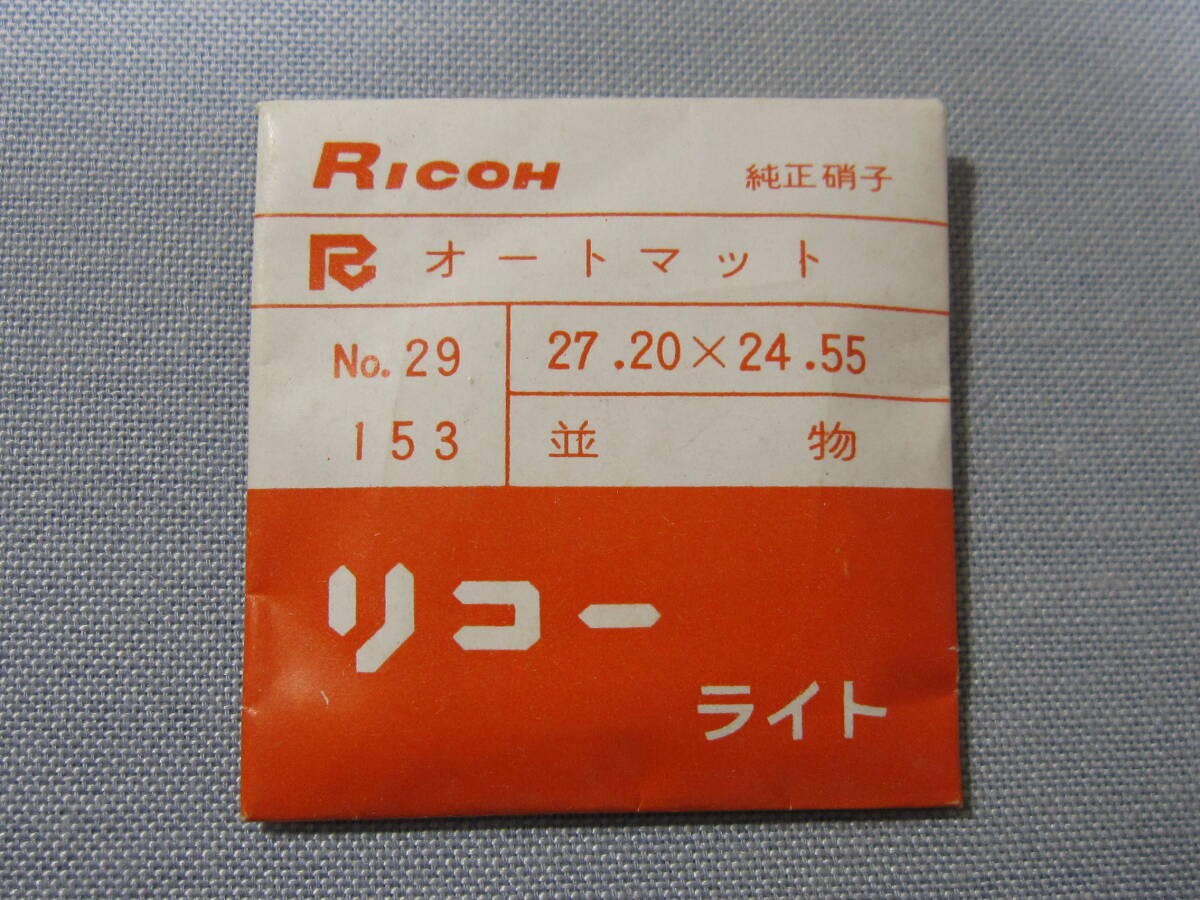 RICOH 純正硝子
R オートマット
No.29 27.20×24.55
153 並物
リコー
ライト